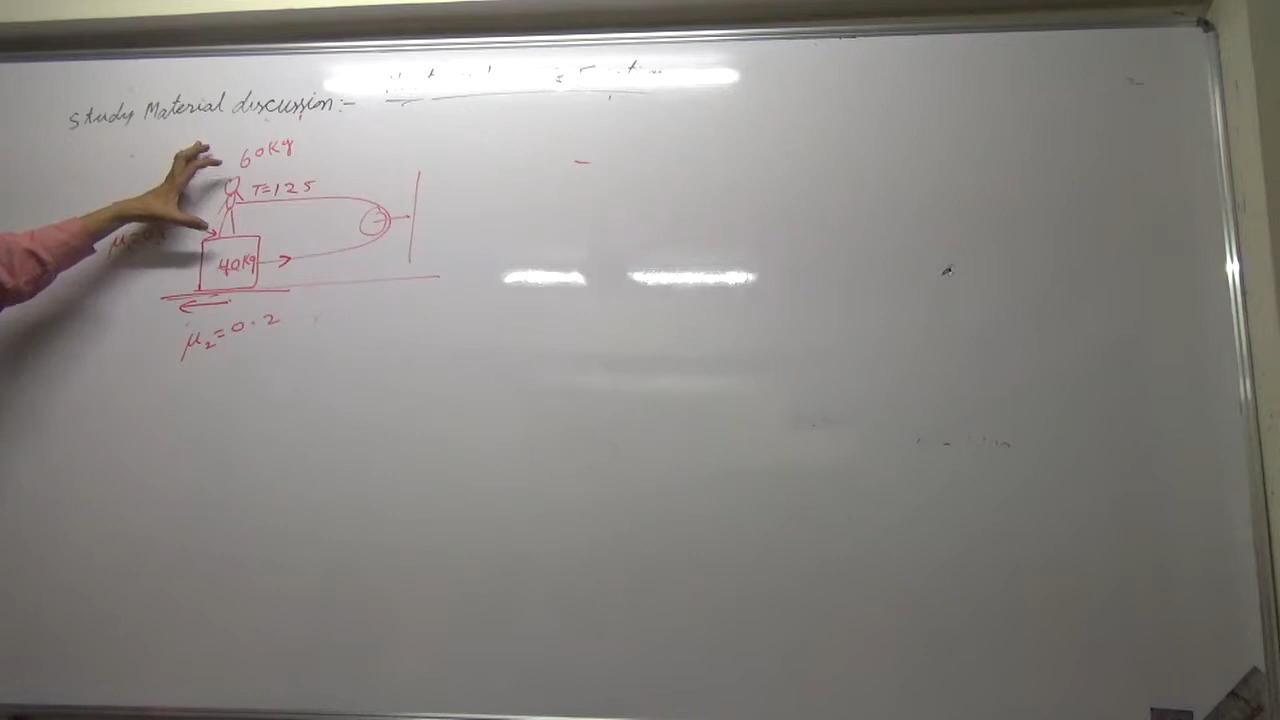 Study Material discussion:-
60Kg
T=125
40Kg
μ₂=0.2